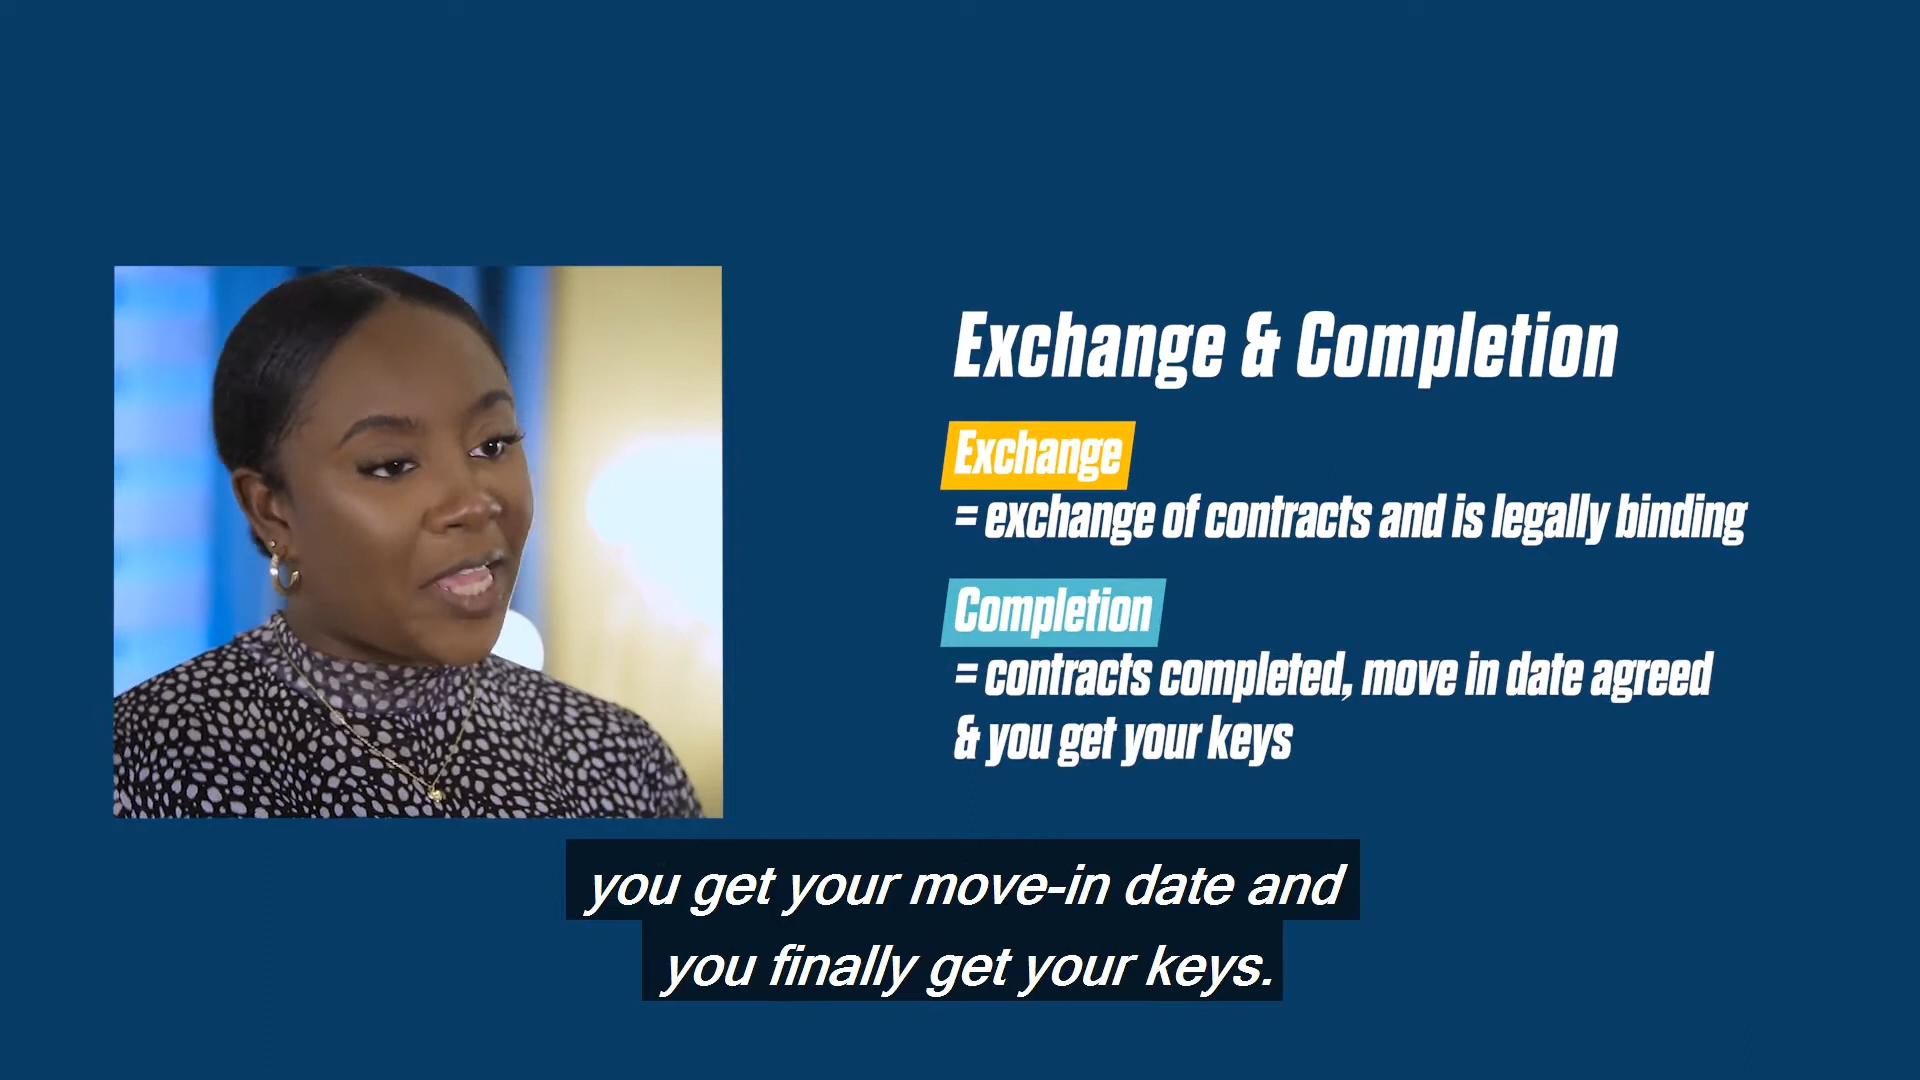 Exchange & Completion
Exchange
= exchange of contracts and is legally binding
Completion
= contracts completed, move in date agreed
& you get your keys
you get your move-in date and
you finally get your keys.